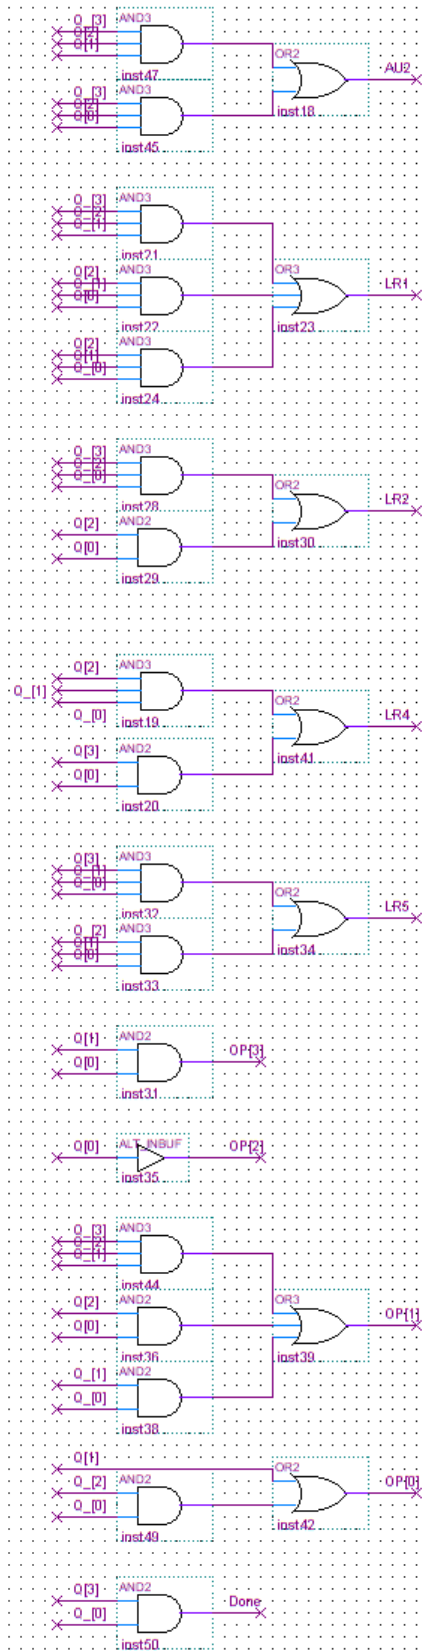 Q_[3] AND3
Q[2]
Q[1]
inst47
OR2
AU2
Q_[3] AND3
Q[2]
Q[0]
inst18
inst45
Q_[3] AND3
Q_[2]
Q_[1]
inst21
Q[2] AND3
Q_[1]
Q[0]
OR3
LR1
inst22
inst23
Q[2] AND3
Q[1]
Q_[0]
inst24
Q_[3] AND3
Q_[2]
Q_[0]
inst28
OR2
LR2
Q[2] AND2
Q[0]
inst30
inst29
Q[2] AND3
Q_[1]
Q_[0]
inst19
OR2
LR4
Q[3] AND2
Q[0]
inst41
inst20
Q[3] AND3
Q_[1]
Q_[0]
inst32
OR2
LR5
Q_[2] AND3
Q[1]
Q[0]
inst34
inst33
Q[1] AND2
Q[0]
OP[3]
inst31
Q[0] ALT_INBUF OP[2]
inst35
Q_[3] AND3
Q_[2]
Q_[1]
inst44
Q[2] AND2
Q[0]
OR3
OP[1]
inst36
inst39
Q_[1] AND2
Q_[0]
inst38
Q[1]
OR2
Q_[2] AND2
OP[0]
Q_[0]
inst49
inst42
Q[3] AND2
Q_[0]
Done
inst50